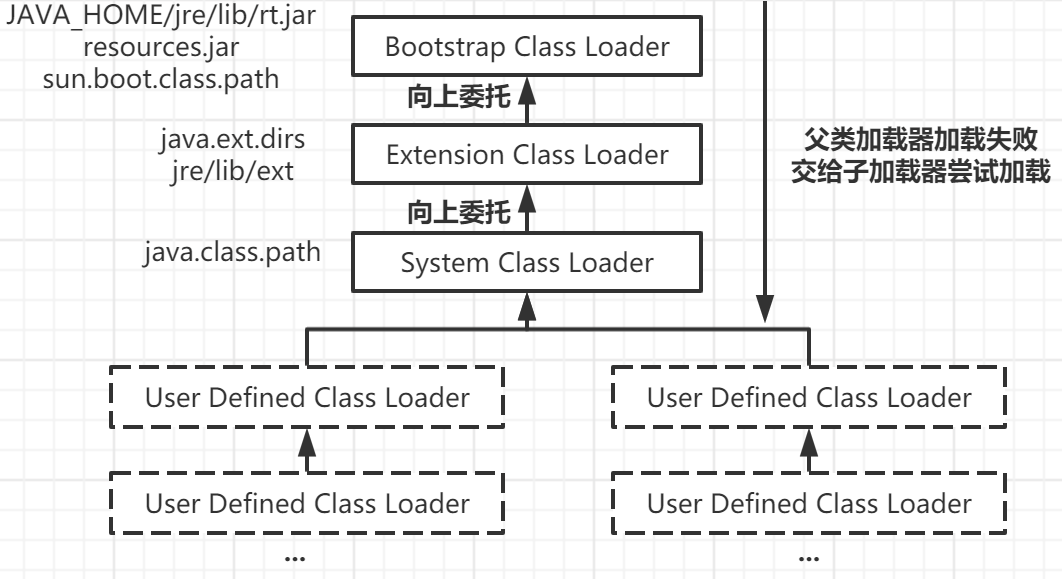 JAVA_HOME/jre/lib/rt.jar
resources.jar
sun.boot.class.path
Bootstrap Class Loader
向上委托
java.ext.dirs
jre/lib/ext
Extension Class Loader
父类加载器加载失败
交给子加载器尝试加载
向上委托
java.class.path
System Class Loader
User Defined Class Loader
User Defined Class Loader
User Defined Class Loader
User Defined Class Loader
...
...